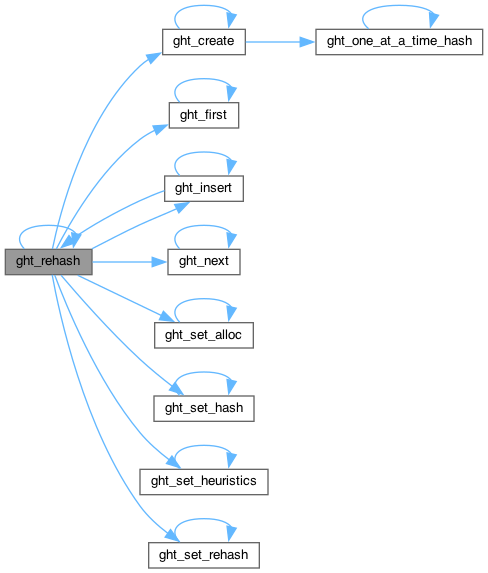 ght_create
ght_one_at_a_time_hash
ght_first
ght_insert
ght_next
ght_rehash
ght_set_alloc
ght_set_hash
ght_set_heuristics
ght_set_rehash